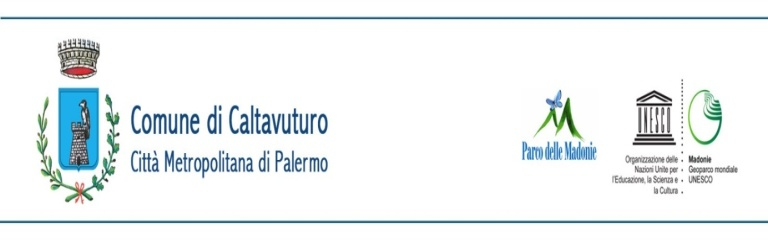 Comune di Caltavuturo
Città Metropolitana di Palermo
Parco delle Madonie
UNESCO
Organizzazione delle
Nazioni Unite per
l'Educazione, la Scienza e
la Cultura
Madonie
Geoparco mondiale
UNESCO